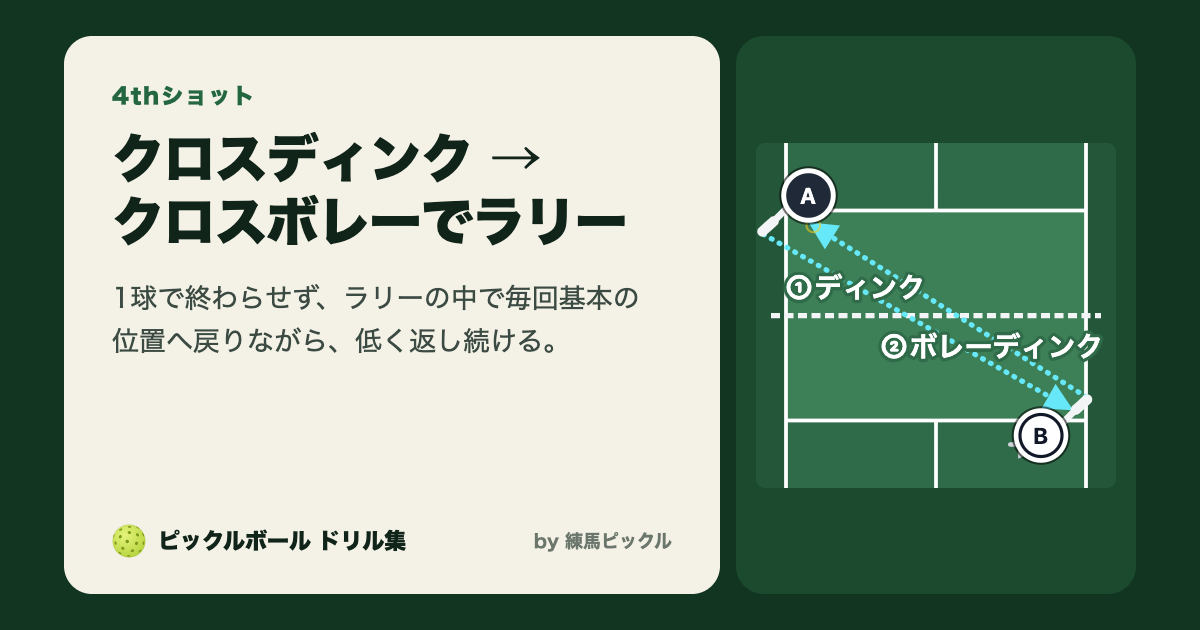 4thショット
クロスディンク →
クロスボレーでラリー
1球で終わらせず、ラリーの中で毎回基本の
位置へ戻りながら、低く返し続ける。
ピックルボール ドリル集
by 練馬ピックル
A
①ディンク
②ボレーディンク
B